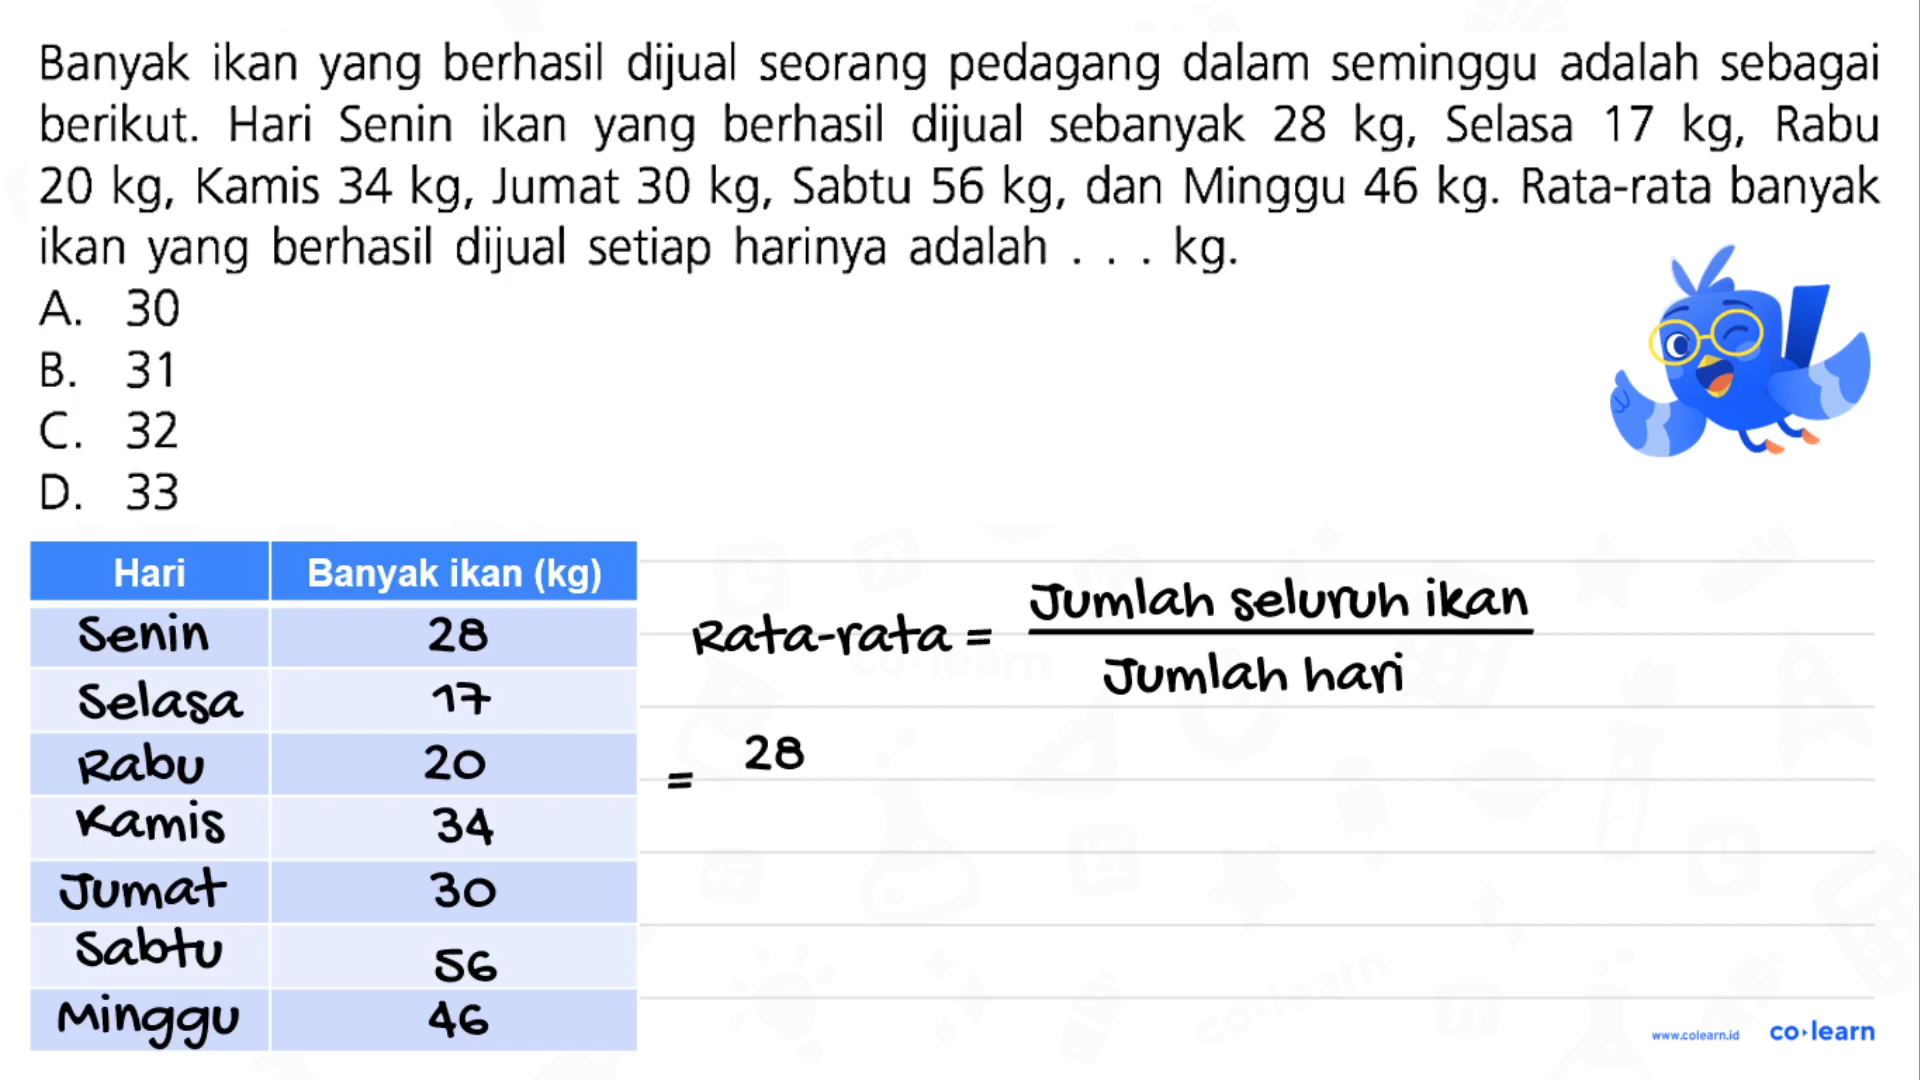 Banyak ikan yang berhasil dijual seorang pedagang dalam seminggu adalah sebagai
berikut. Hari Senin ikan yang berhasil dijual sebanyak 28 kg, Selasa 17 kg, Rabu
20 kg, Kamis 34 kg, Jumat 30 kg, Sabtu 56 kg, dan Minggu 46 kg. Rata-rata banyak
ikan yang berhasil dijual setiap harinya adalah . . . kg.
A. 30
B. 31
C. 32
D. 33
Hari Banyak ikan (kg)
Senin 28
Selasa 17
Rabu 20
Kamis 34
Jumat 30
Sabtu 56
Minggu 46
Rata-rata = Jumlah seluruh ikan
Jumlah hari
= 28
co-learn
co-learn
www.colearn.id co-learn